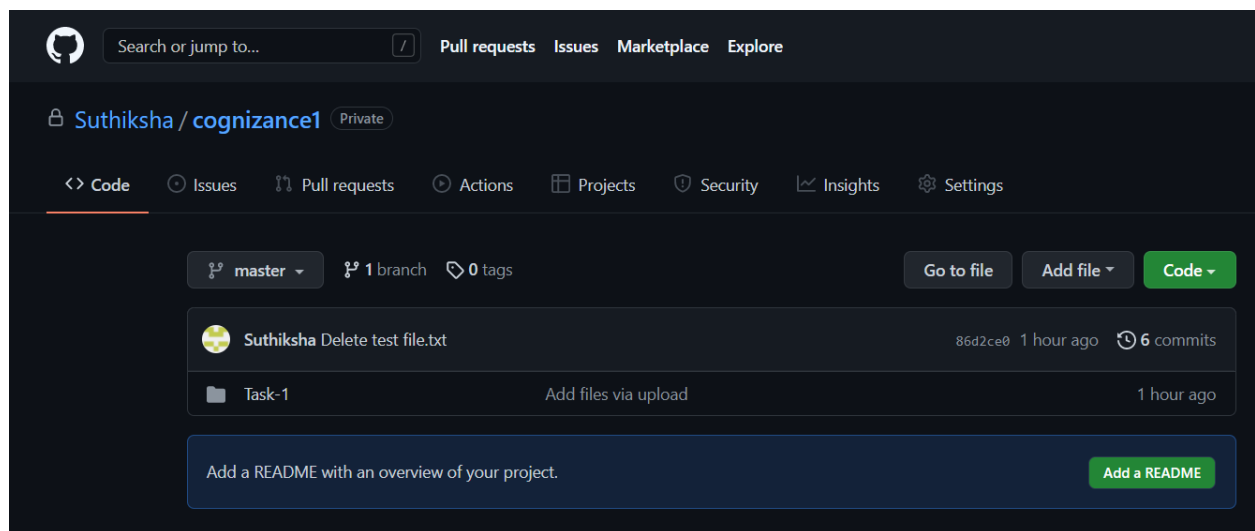 Search or jump to... / Pull requests Issues Marketplace Explore
Suthiksha / cognizance1 Private
<> Code Issues Pull requests Actions Projects Security Insights Settings
master 1 branch 0 tags Go to file Add file Code
Suthiksha Delete test file.txt 86d2ce0 1 hour ago 6 commits
Task-1 Add files via upload 1 hour ago
Add a README with an overview of your project. Add a README